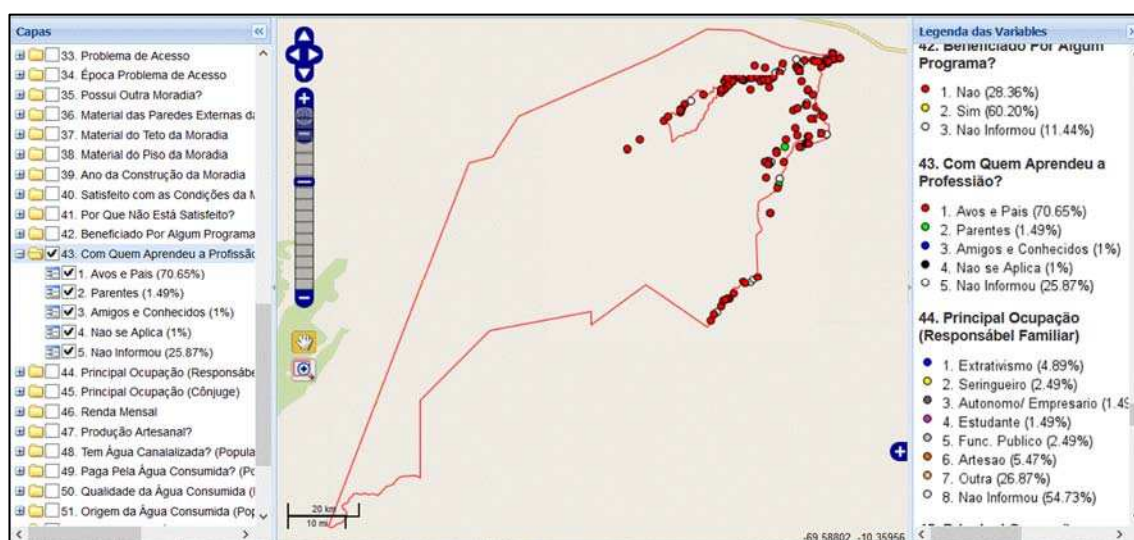 Capas
33. Problema de Acesso
34. Época Problema de Acesso
35. Possui Outra Moradia?
36. Material das Paredes Externas da
37. Material do Teto da Moradia
38. Material do Piso da Moradia
39. Ano da Construção da Moradia
40. Satisfeito com as Condições da M
41. Por Que Não Está Satisfeito?
42. Beneficiado Por Algum Programa
43. Com Quem Aprendeu a Profissão
1. Avos e Pais (70.65%)
2. Parentes (1.49%)
3. Amigos e Conhecidos (1%)
4. Nao se Aplica (1%)
5. Nao Informou (25.87%)
44. Principal Ocupação (Responsábe
45. Principal Ocupação (Cônjuge)
46. Renda Mensal
47. Produção Artesanal?
48. Tem Água Canalalizada? (Popula
49. Paga Pela Água Consumida? (Po
50. Qualidade da Água Consumida (
51. Origem da Água Consumida (Pop
20 km
10 mi
-69.58802, -10.35956
Legenda das Variables
42. Beneficiado Por Algum
Programa?
1. Nao (28.36%)
2. Sim (60.20%)
3. Nao Informou (11.44%)
43. Com Quem Aprendeu a
Professião?
1. Avos e Pais (70.65%)
2. Parentes (1.49%)
3. Amigos e Conhecidos (1%)
4. Nao se Aplica (1%)
5. Nao Informou (25.87%)
44. Principal Ocupação
(Responsábel Familiar)
1. Extrativismo (4.89%)
2. Seringueiro (2.49%)
3. Autonomo/ Empresario (1.49
4. Estudante (1.49%)
5. Func. Publico (2.49%)
6. Artesao (5.47%)
7. Outra (26.87%)
8. Nao Informou (54.73%)